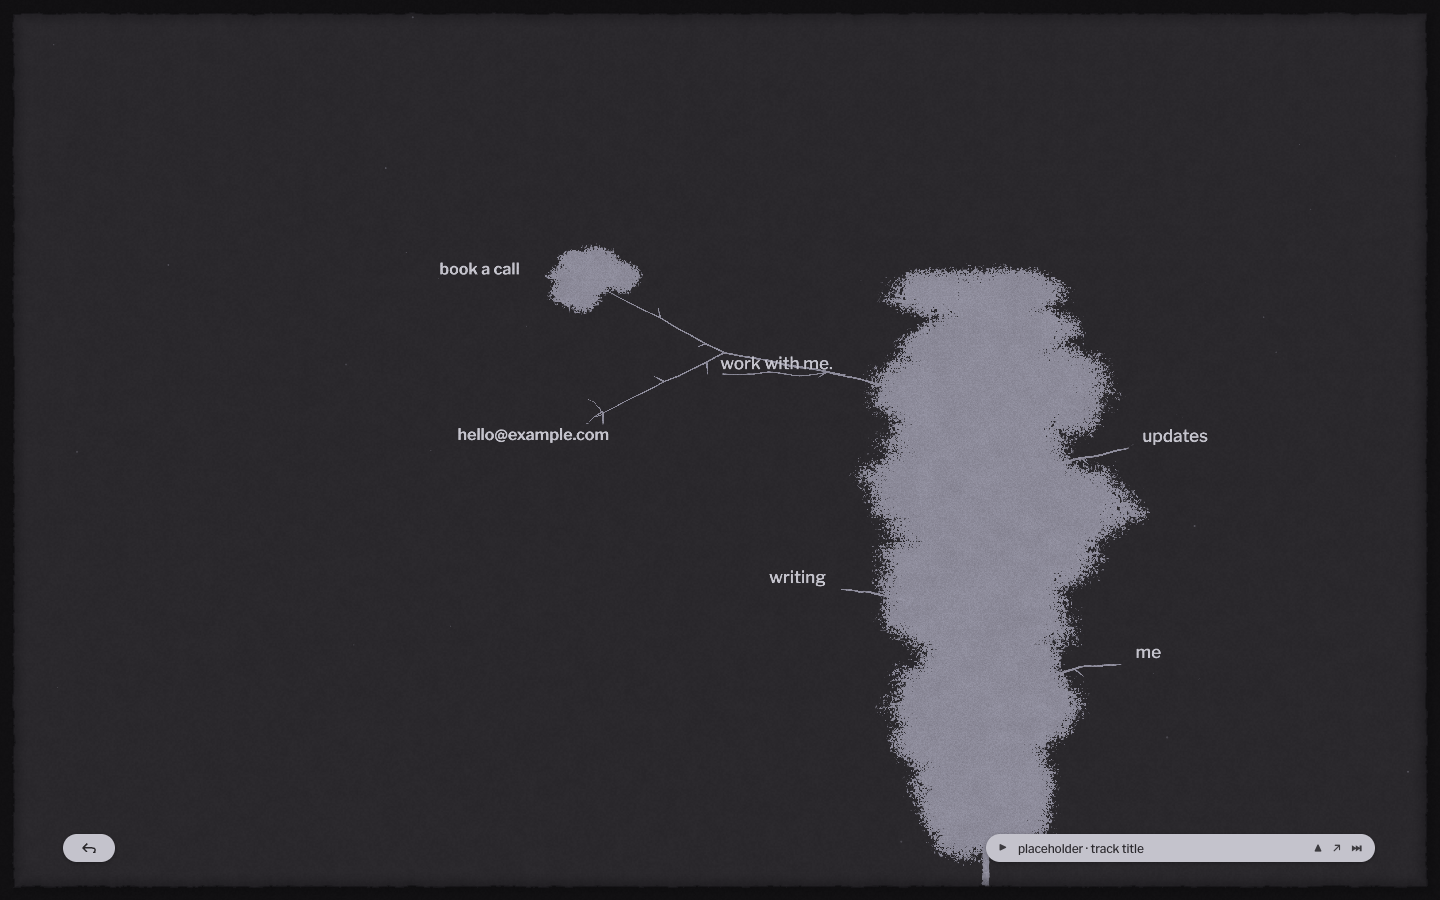 book a call
work with me.
hello@example.com
updates
writing
me
placeholder · track title